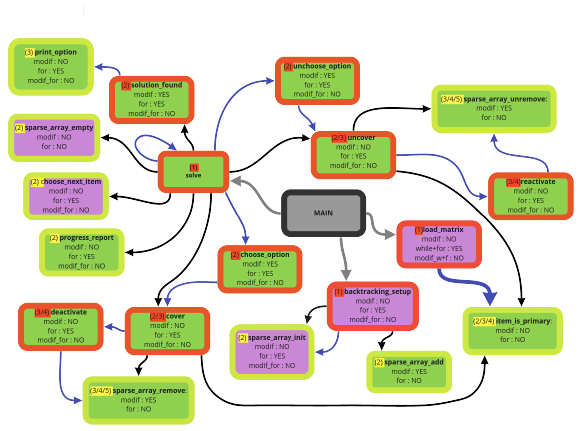 (3) print_option
modif : NO
for : YES
modif_for : NO
(2) solution_found
modif : YES
for : YES
modif_for : NO
(2) unchoose_option
modif : YES
for : YES
modif_for : NO
(3/4/5) sparse_array_unremove:
modif : YES
for : NO
(2) sparse_array_empty
modif : NO
for : NO
(1)
solve
(2/3) uncover
modif : NO
for : YES
modif_for : NO
(2) choose_next_item
modif : NO
for : YES
modif_for : NO
(3/4) reactivate
modif : NO
for : YES
modif_for : NO
MAIN
(2) progress_report
modif : NO
for : YES
modif_for : NO
(1) load_matrix
modif : NO
while+for : YES
modif_w+f : NO
(2) choose_option
modif : YES
for : YES
modif_for : NO
(1) backtracking_setup
modif : NO
for : YES
modif_for : NO
(3/4) deactivate
modif : NO
for : YES
modif_for : NO
(2/3) cover
modif : NO
for : YES
modif_for : NO
(2/3/4) item_is_primary:
modif : NO
for : NO
(2) sparse_array_init
modif : NO
for : YES
modif_for : NO
(2) sparse_array_add
modif : YES
for : NO
(3/4/5) sparse_array_remove:
modif : YES
for : NO